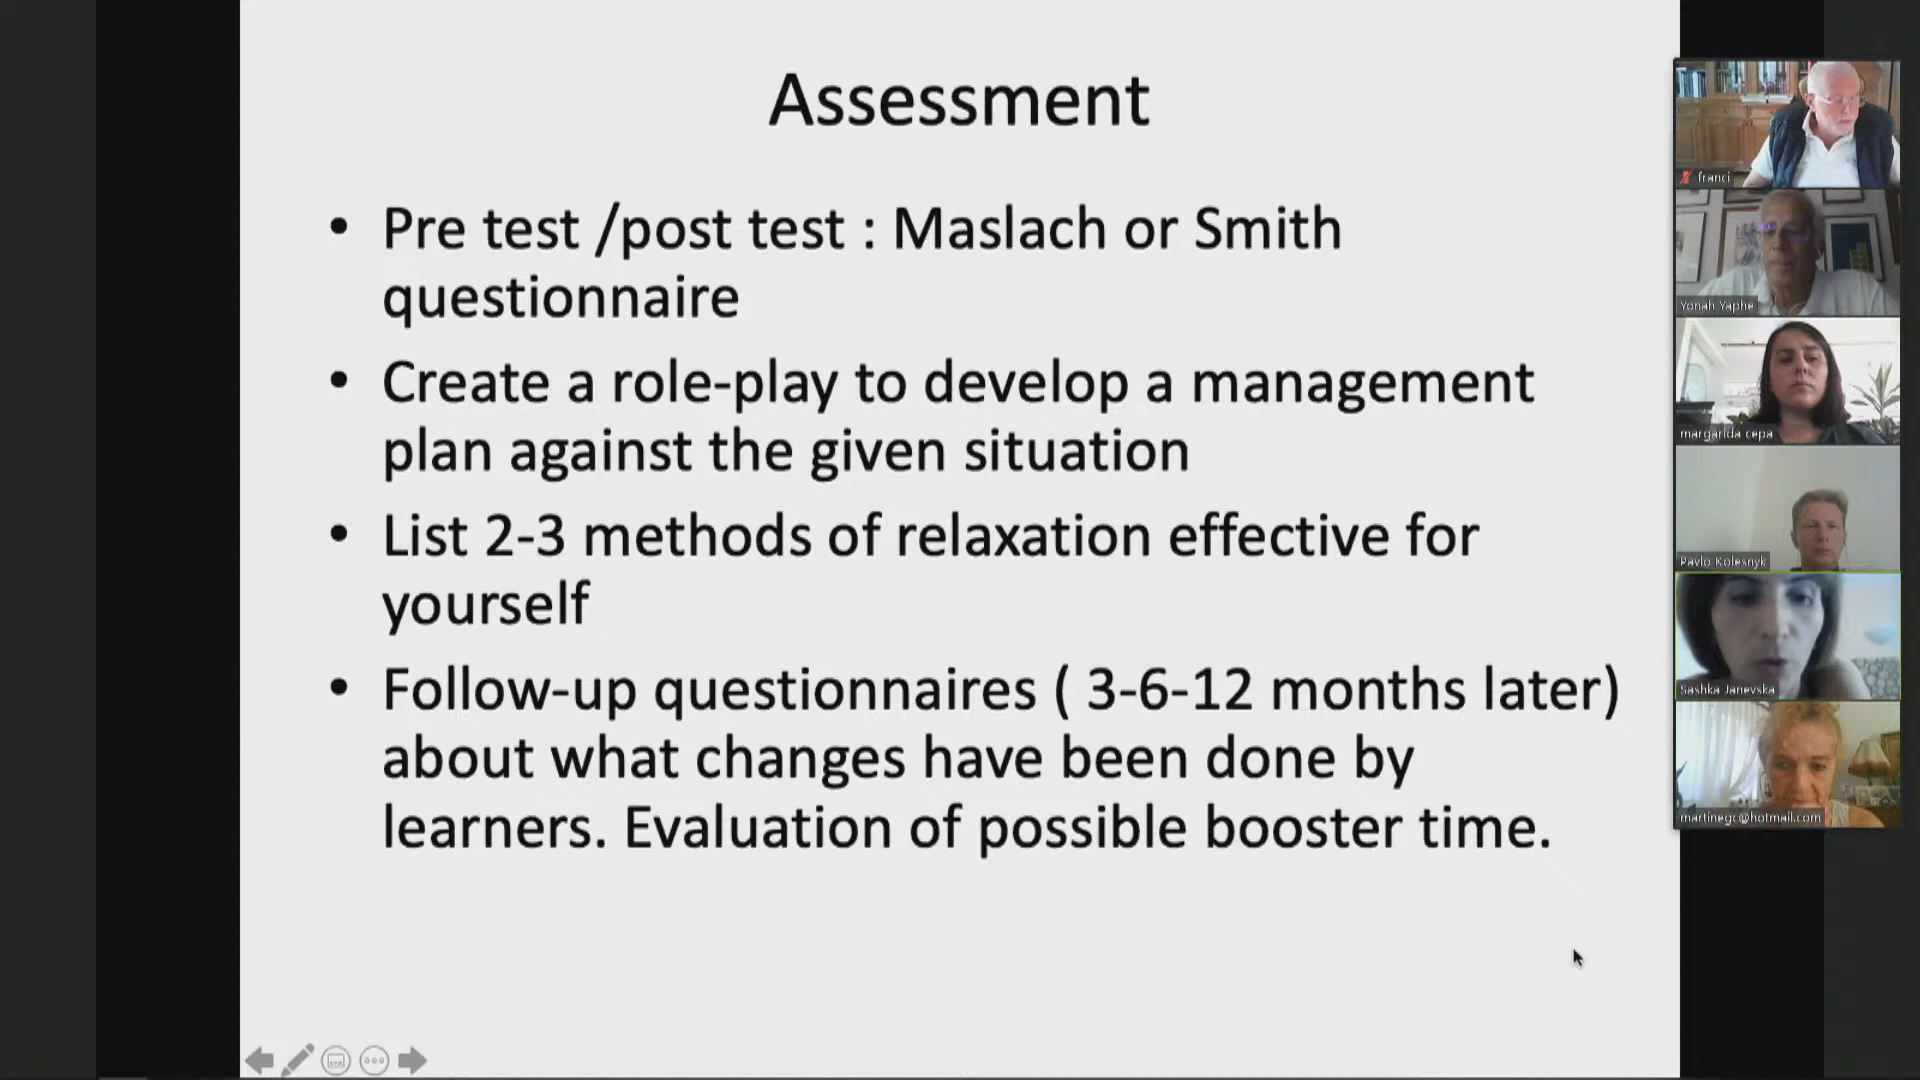 Assessment
• Pre test /post test : Maslach or Smith
questionnaire
• Create a role-play to develop a management
plan against the given situation
• List 2-3 methods of relaxation effective for
yourself
• Follow-up questionnaires ( 3-6-12 months later)
about what changes have been done by
learners. Evaluation of possible booster time.
franci
Yonah Yaphe
margarida cepa
Pavlo Kolesnyk
Sashka Janevska
martinegc@hotmail.com